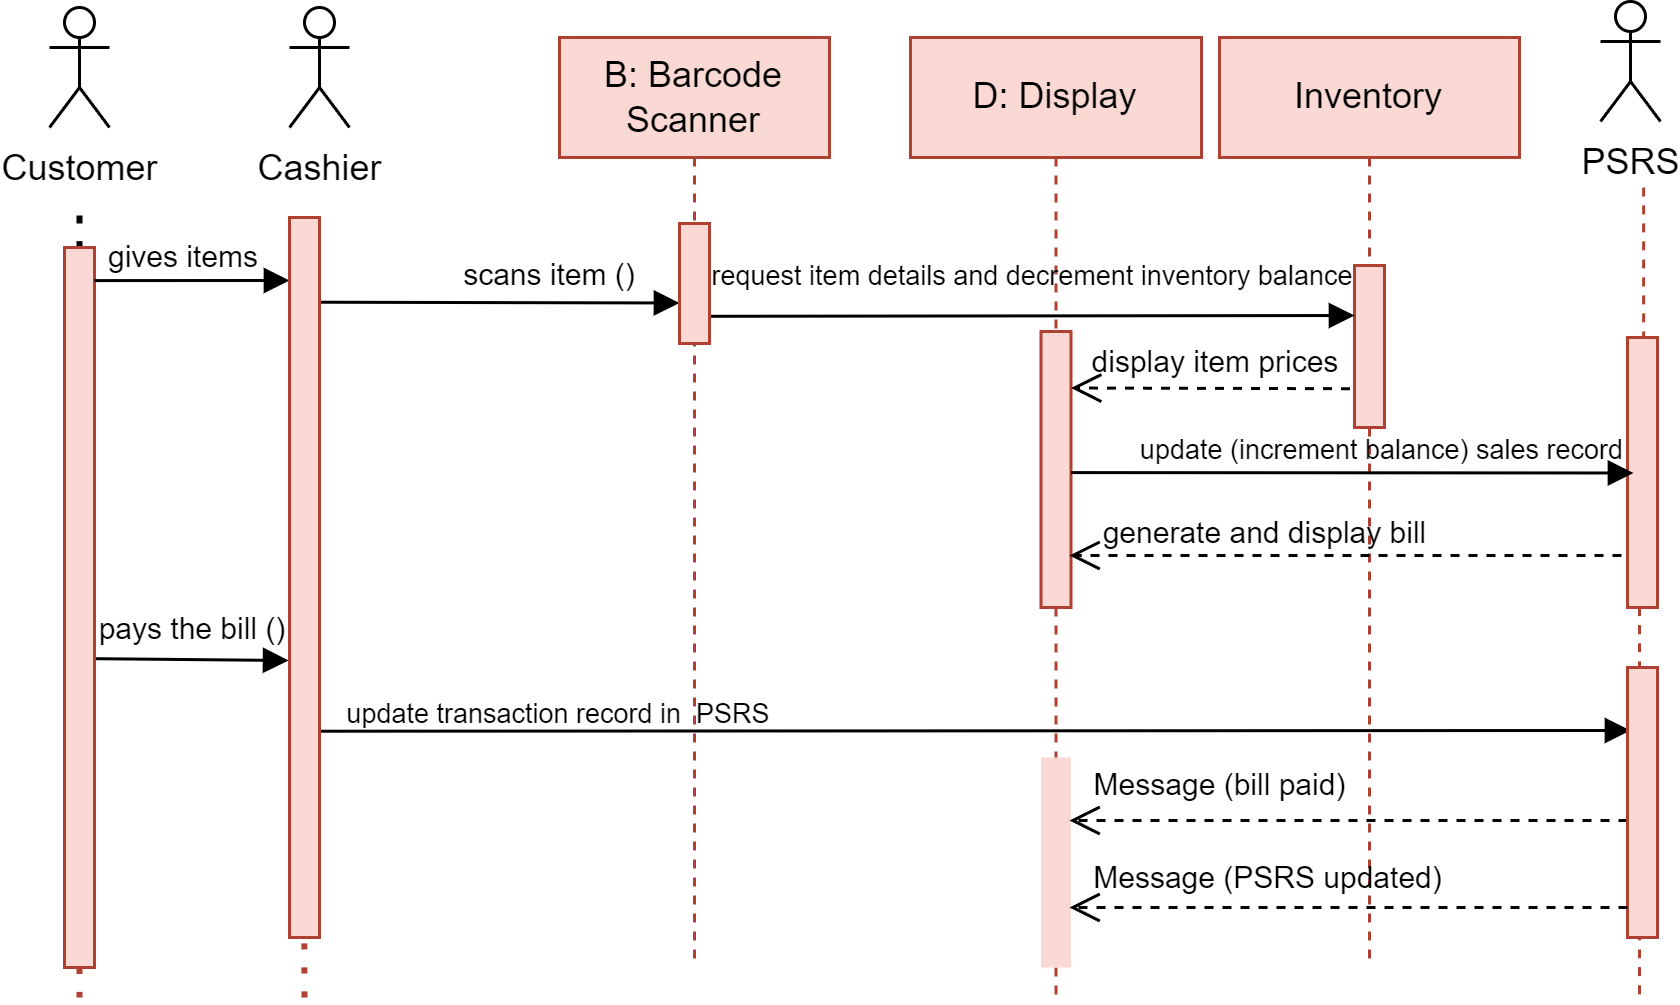 B: Barcode
Scanner
D: Display
Inventory
Customer
Cashier
PSRS
gives items
scans item ()
request item details and decrement inventory balance
display item prices
update (increment balance) sales record
generate and display bill
pays the bill ()
update transaction record in PSRS
Message (bill paid)
Message (PSRS updated)